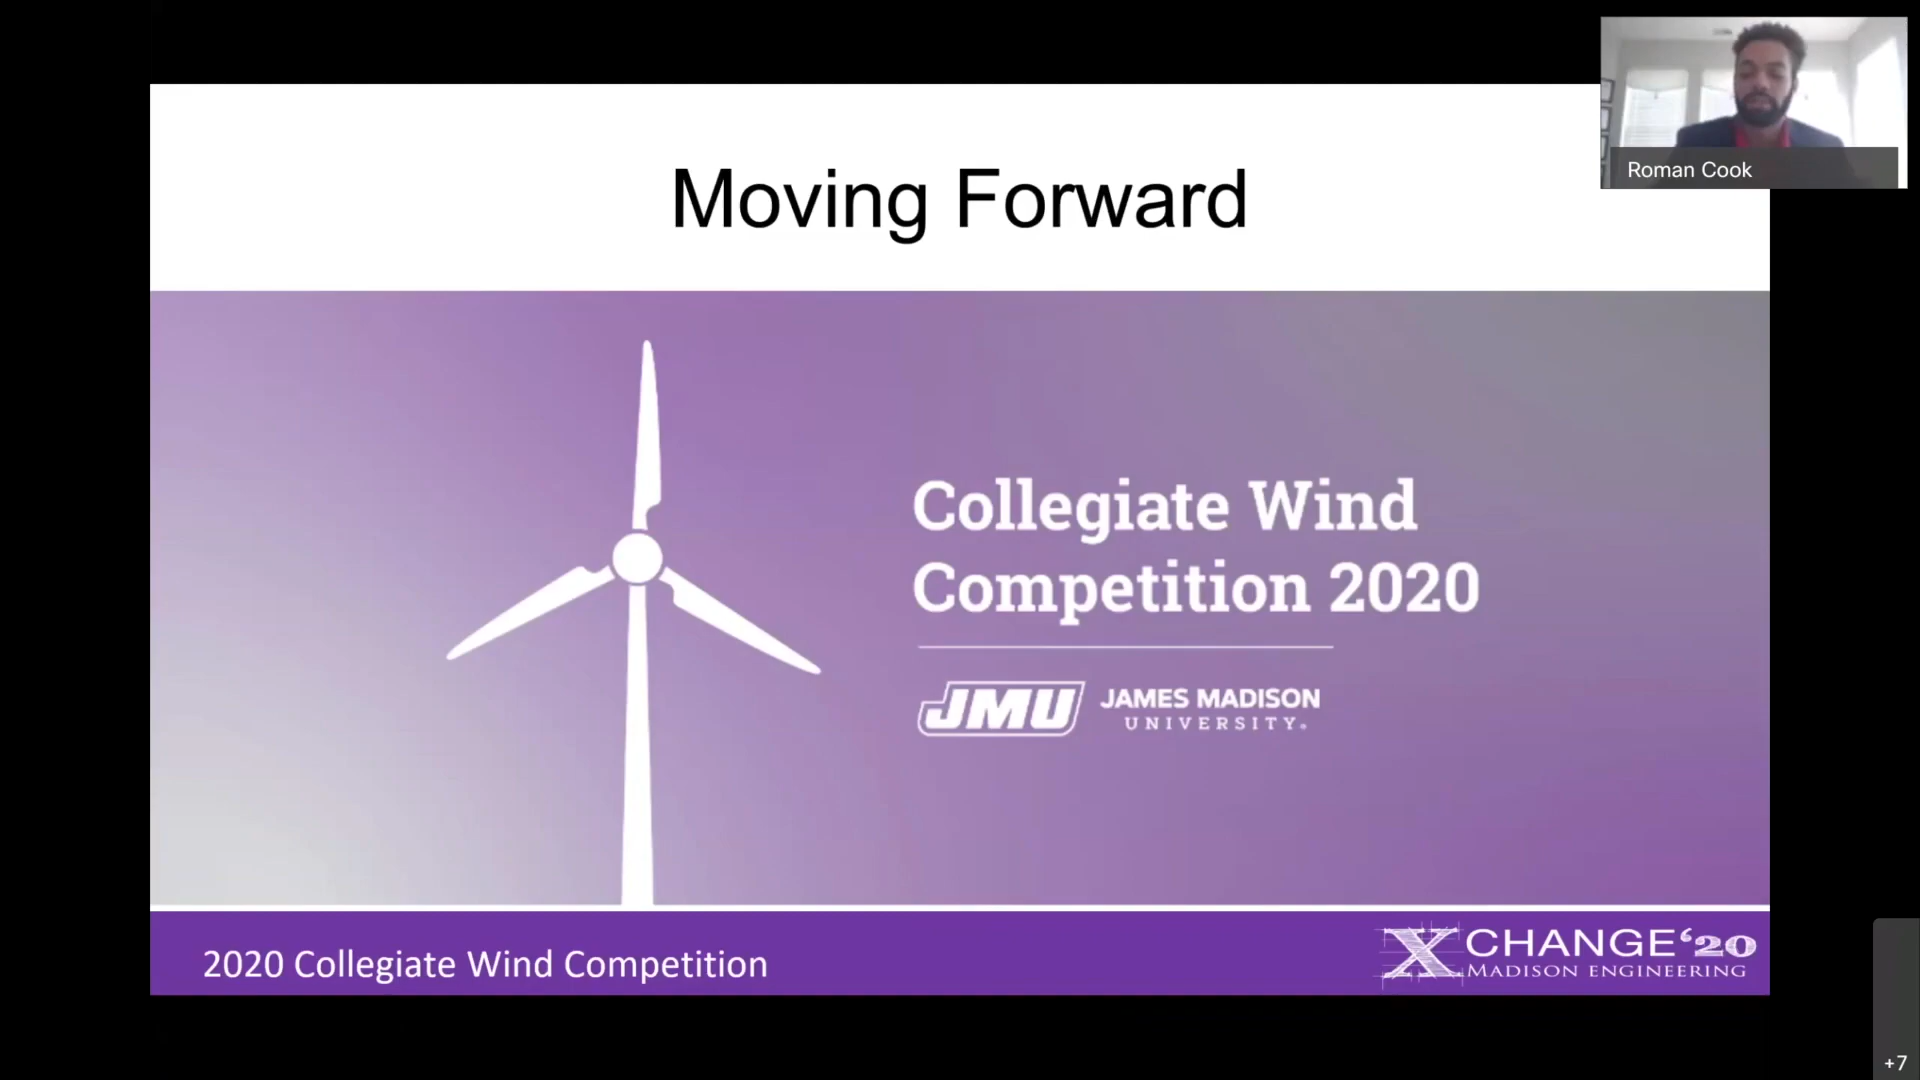 Roman Cook
Moving Forward
Collegiate Wind
Competition 2020
JMU JAMES MADISON
UNIVERSITY.
2020 Collegiate Wind Competition
XCHANGE‘20
MADISON ENGINEERING
+7